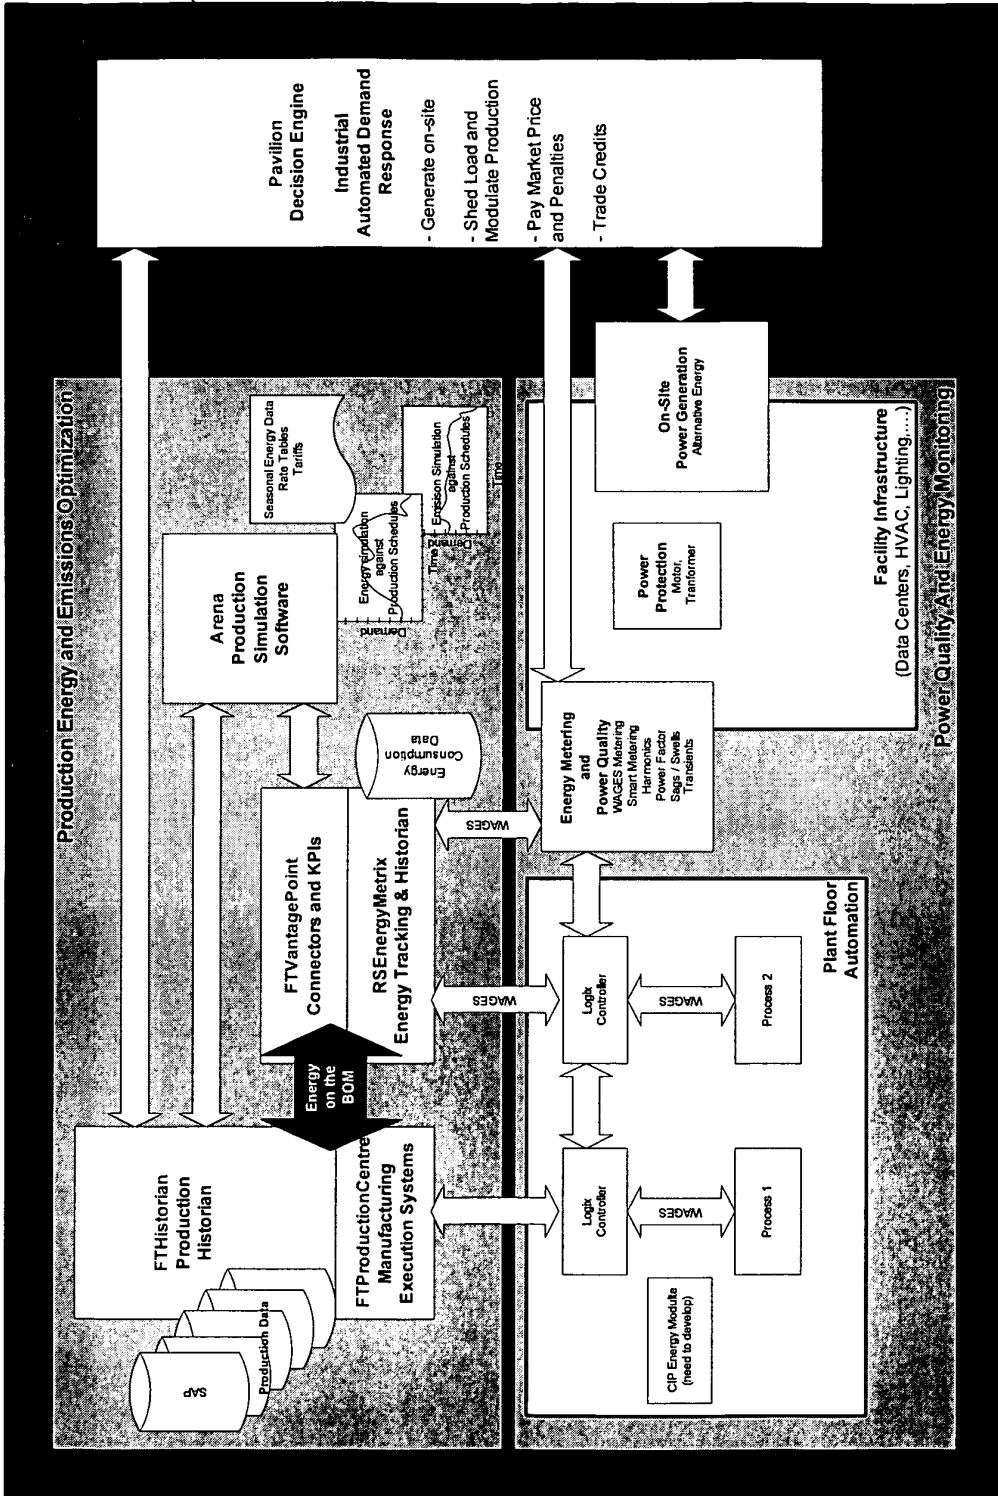 Pavilion
Decision Engine
Industrial
Automated Demand
Response
- Generate on-site
- Shed Load and
Modulate Production
- Pay Market Price
and Penalties
- Trade Credits
Production Energy and Emissions Optimization
FTHistorian
Production
Historian
SAP
Production Data
FTProductionCentre
Manufacturing
Execution Systems
Energy
on the
BOM
FTVantagePoint
Connectors and KPIs
RSEnergyMetrix
Energy Tracking & Historian
Energy
Consumption
Data
Arena
Production
Simulation
Software
Seasonal Energy Data
Rate Tables
Tariffs
Energy simulation
against
Production Schedules
Demand
Time
Emisison Simulation
against
Production Schedules
Demand
Time
WAGES
WAGES
Energy Metering
and
Power Quality
WAGES Metering
Smart Metering
Harmonics
Power Factor
Sags / Swells
Transients
On-Site
Power Generation
Alternative Energy
Power
Protection
Motor,
Tranformer
Facility Infrastructure
(Data Centers, HVAC, Lighting,.....)
Power Quality And Energy Monitoring
Logix
Controller
Logix
Controller
WAGES
WAGES
Process 1
Process 2
CIP Energy Module
(need to develop)
Plant Floor
Automation